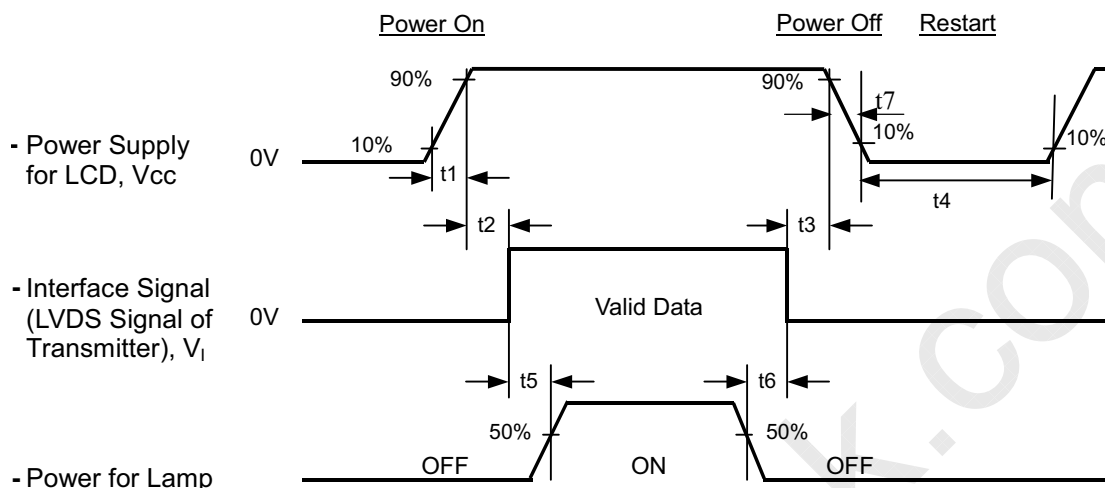 Power On
Power Off
Restart
90%
90%
t7
10%
10%
10%
- Power Supply
for LCD, Vcc
0V
t1
t4
t2
t3
- Interface Signal
(LVDS Signal of
Transmitter), VI
0V
Valid Data
t5
t6
50%
50%
OFF
ON
OFF
- Power for Lamp
k.con